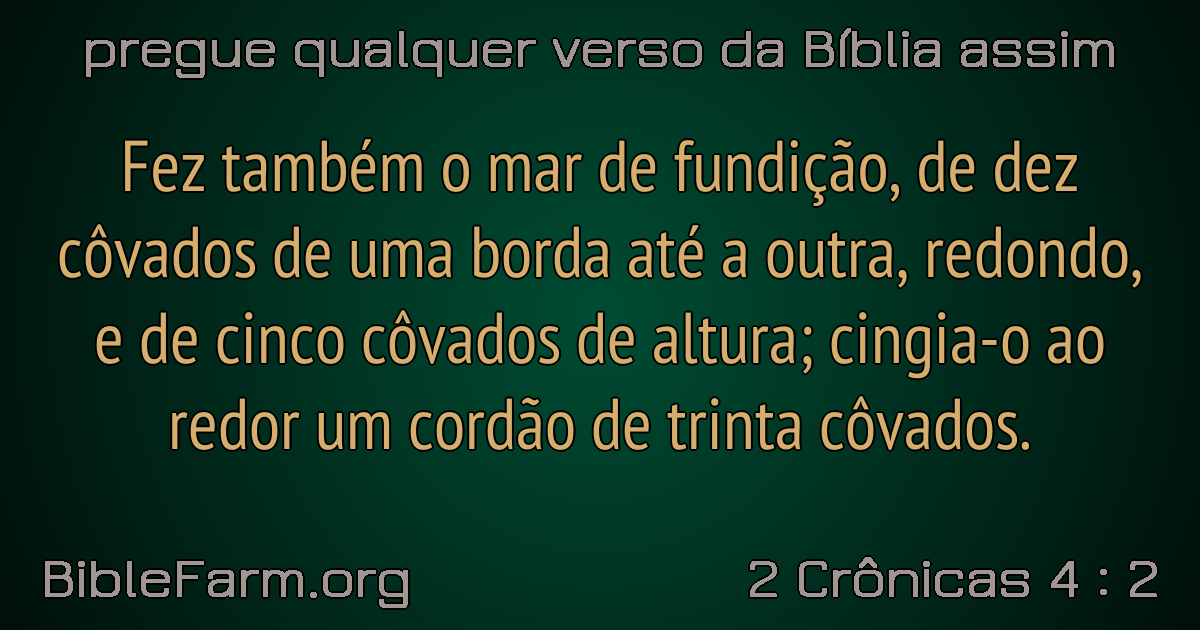 pregue qualquer verso da Bíblia assim
Fez também o mar de fundição, de dez
côvados de uma borda até a outra, redondo,
e de cinco côvados de altura; cingia-o ao
redor um cordão de trinta côvados.
BibleFarm.org
2 Crônicas 4 : 2